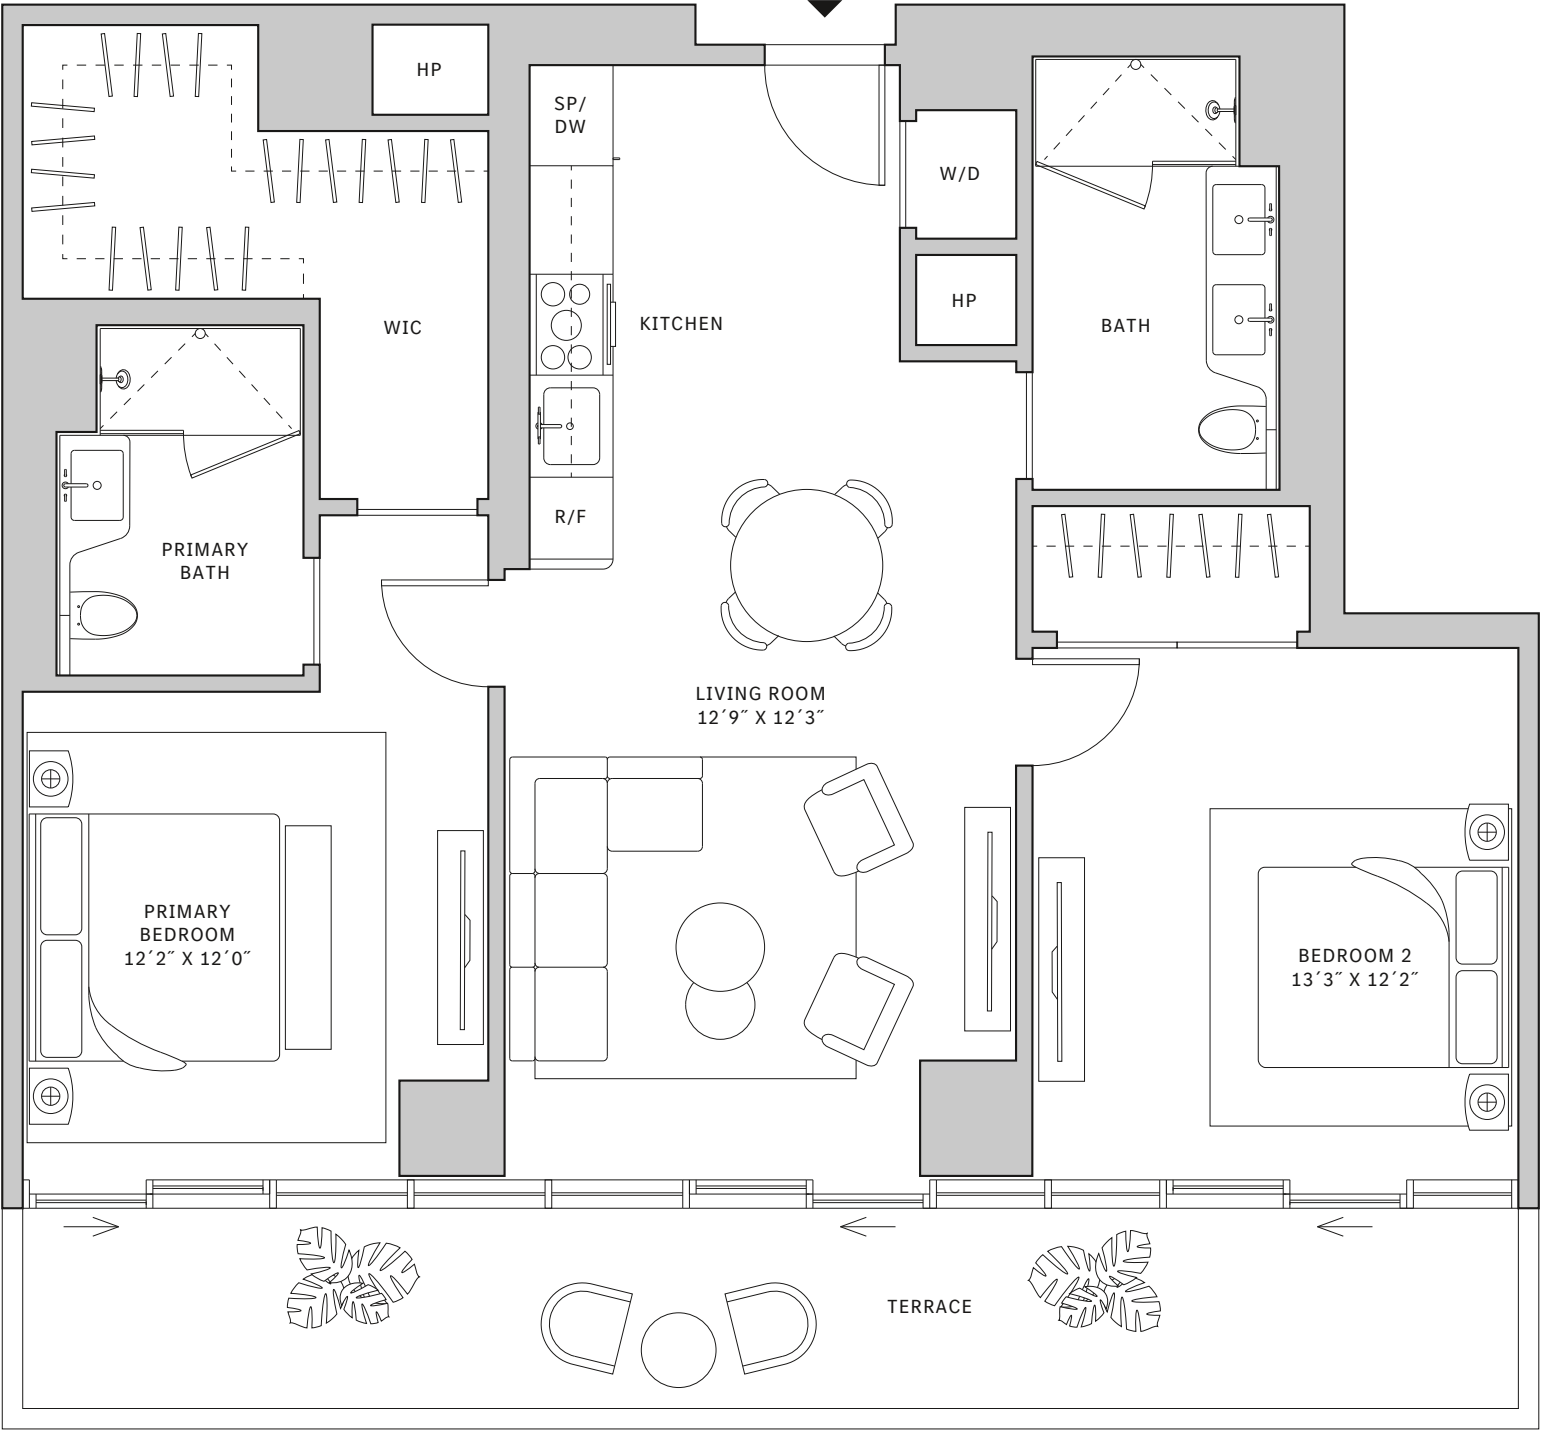 HP
SP/
DW
W/D
HP
WIC
KITCHEN
BATH
R/F
PRIMARY
BATH
LIVING ROOM
12´9˝ X 12´3˝
PRIMARY
BEDROOM
12´2˝ X 12´0˝
BEDROOM 2
13´3˝ X 12´2˝
TERRACE